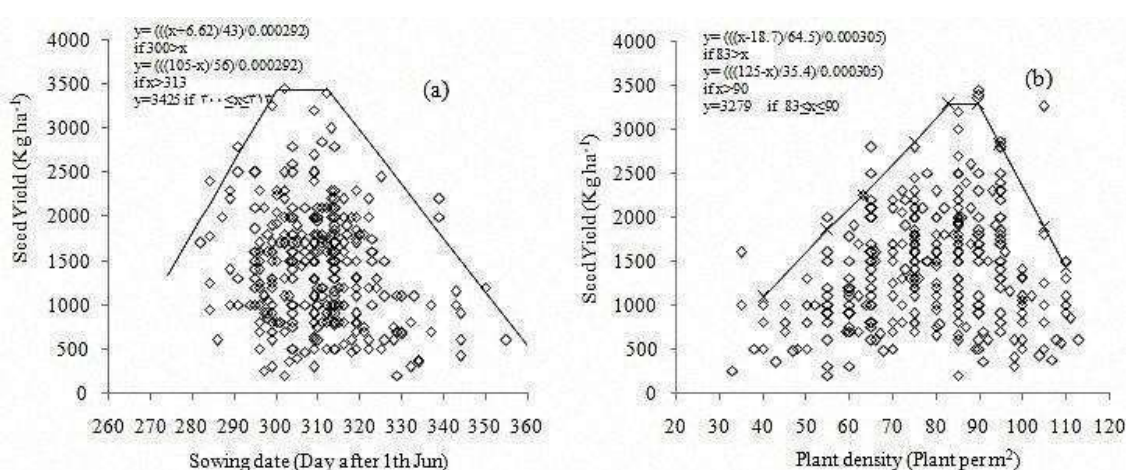 y= (((x+6.62)/43)/0.000292)
if 300>x
y= (((105-x)/56)/0.000292)
if x>313
y=3425 if ٣٠٠≤x≤٣١٣
(a)
4000
3500
3000
2500
2000
1500
1000
500
0
Seed Yield (Kg ha-1)
260 270 280 290 300 310 320 330 340 350 360
Sowing date (Day after 1th Jun)
y= (((x-18.7)/64.5)/0.000305)
if 83>x
y= (((125-x)/35.4)/0.000305)
if x>90
y=3279 if 83≤x≤90
(b)
4000
3500
3000
2500
2000
1500
1000
500
0
Seed Yield (Kg ha-1)
20 30 40 50 60 70 80 90 100 110 120
Plant density (Plant per m2)